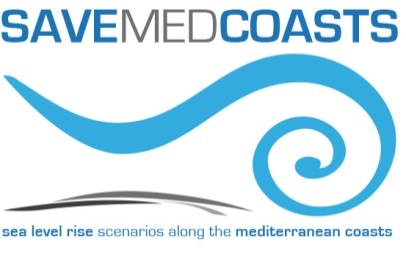 SAVEMEDCOASTS
sea level rise scenarios along the mediterranean coasts